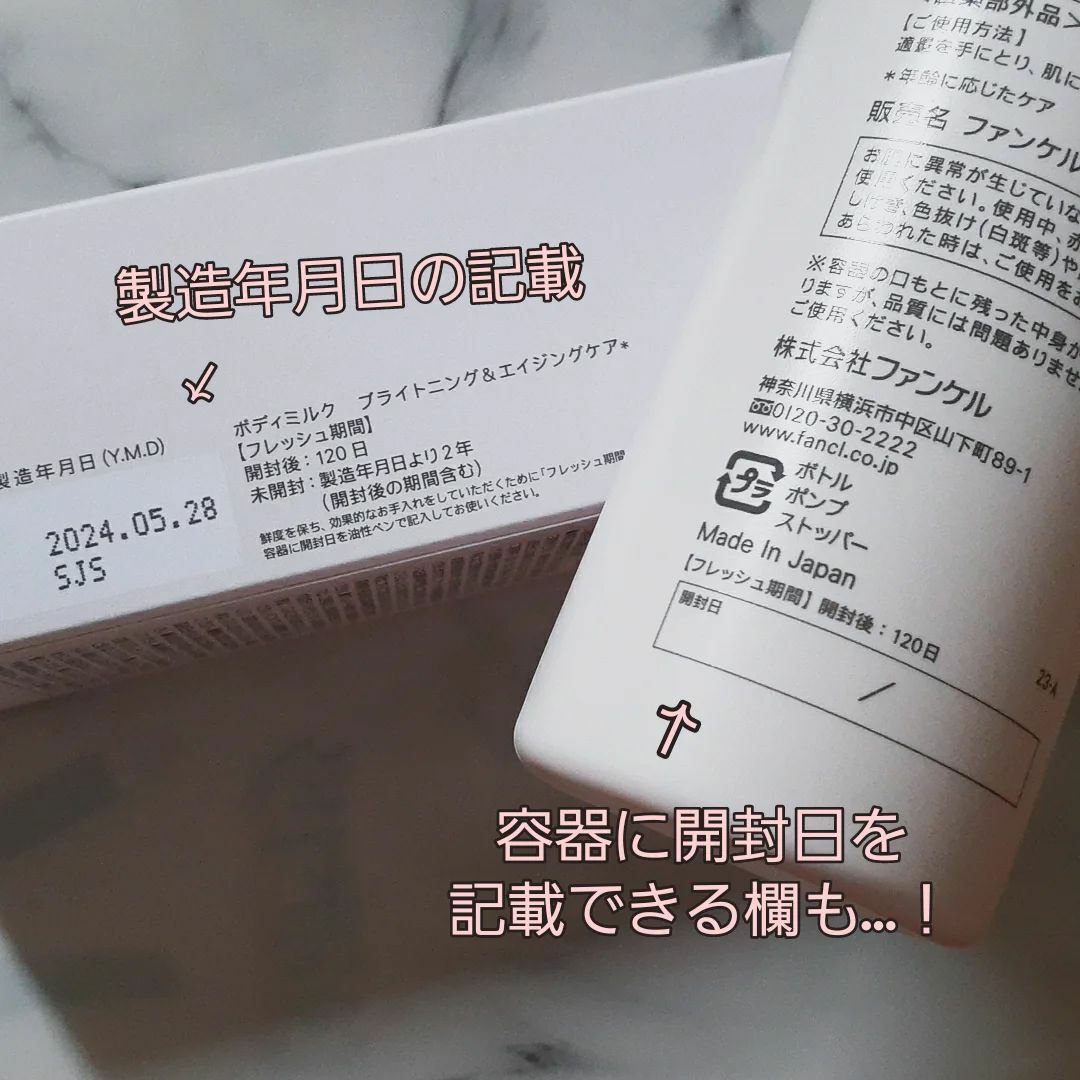 製造年月日の記載
製造年月日(Y.M.D)
2024.05.28
SJS
ボディミルク ブライトニング&エイジングケア*
【フレッシュ期間】
開封後:120日
未開封:製造年月日より2年
(開封後の期間含む)
鮮度を保ち、効果的なお手入れをしていただくために「フレッシュ期間
容器に開封日を油性ペンで記入してお使いください。
部外品>
【ご使用方法】
適量を手にとり、肌に
*年齢に応じたケア
販売名 ファンケル
お肌に異常が生じていな
使用ください。使用中、赤
しげき、色抜け(白斑等)や
あらわれた時は、ご使用をお
※容器の口もとに残った中身が
りますが、品質には問題ありませ
ご使用ください。
株式会社ファンケル
神奈川県横浜市中区山下町89-1
0120-30-2222
www.fancl.co.jp
プラ
ボトル
ポンプ
ストッパー
Made In Japan
【フレッシュ期間】開封後:120日
開封日
/
23-A
容器に開封日を
記載できる欄も…!